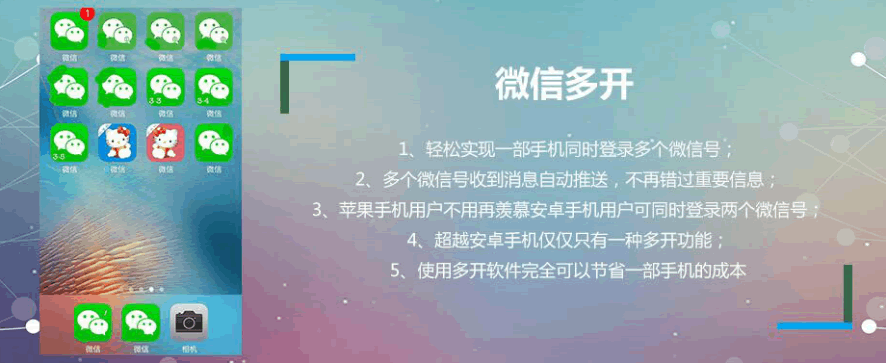 1
微信
微信
微信
微信
微信
微信
3-3
微信
3-4
微信
3-5
微信
微信
微信
微信
微信
微信
相机
微信多开
1、轻松实现一部手机同时登录多个微信号；
2、多个微信号收到消息自动推送，不再错过重要信息；
3、苹果手机用户不用再羡慕安卓手机用户可同时登录两个微信号；
4、超越安卓手机仅仅只有一种多开功能；
5、使用多开软件完全可以节省一部手机的成本